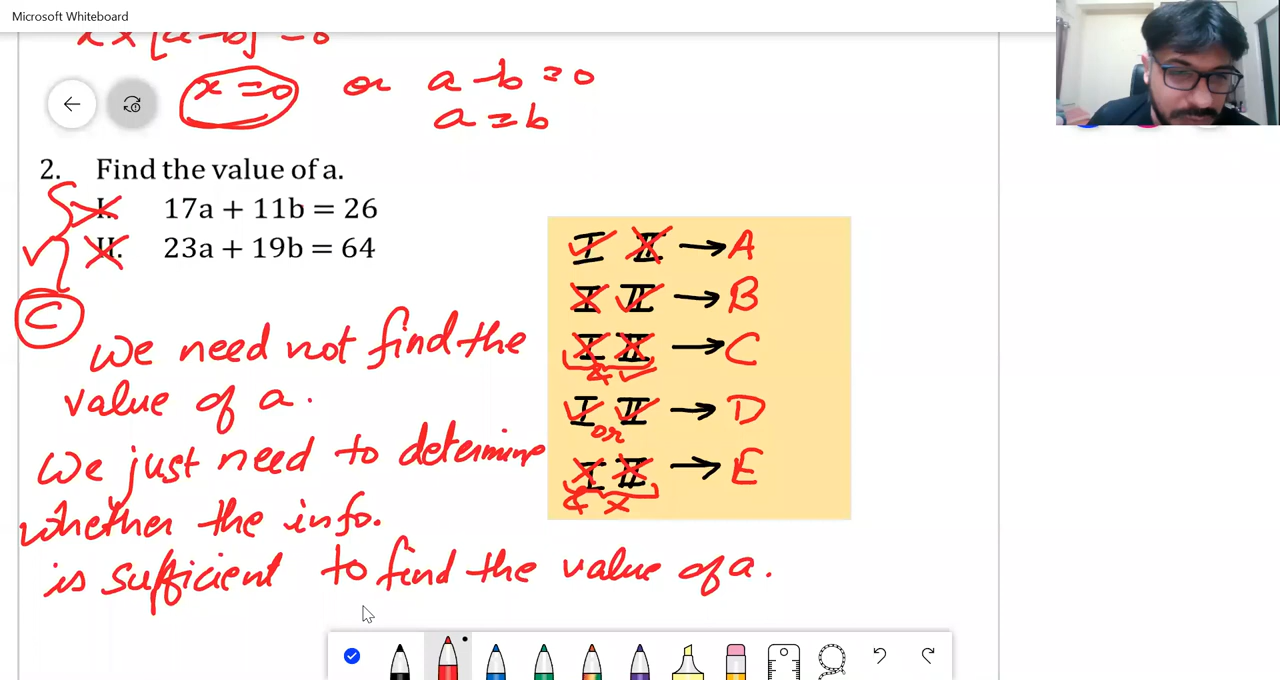 Microsoft Whiteboard
x × [a-b] = 0
x = 0 or a - b = 0
a = b
2. Find the value of a.
I. 17a + 11b = 26
II. 23a + 19b = 64
C
I II → A
I II → B
I II → C
&
I II → D
or
I II → E
&
We need not find the
value of a.
We just need to determine
whether the info.
is sufficient to find the value of a.